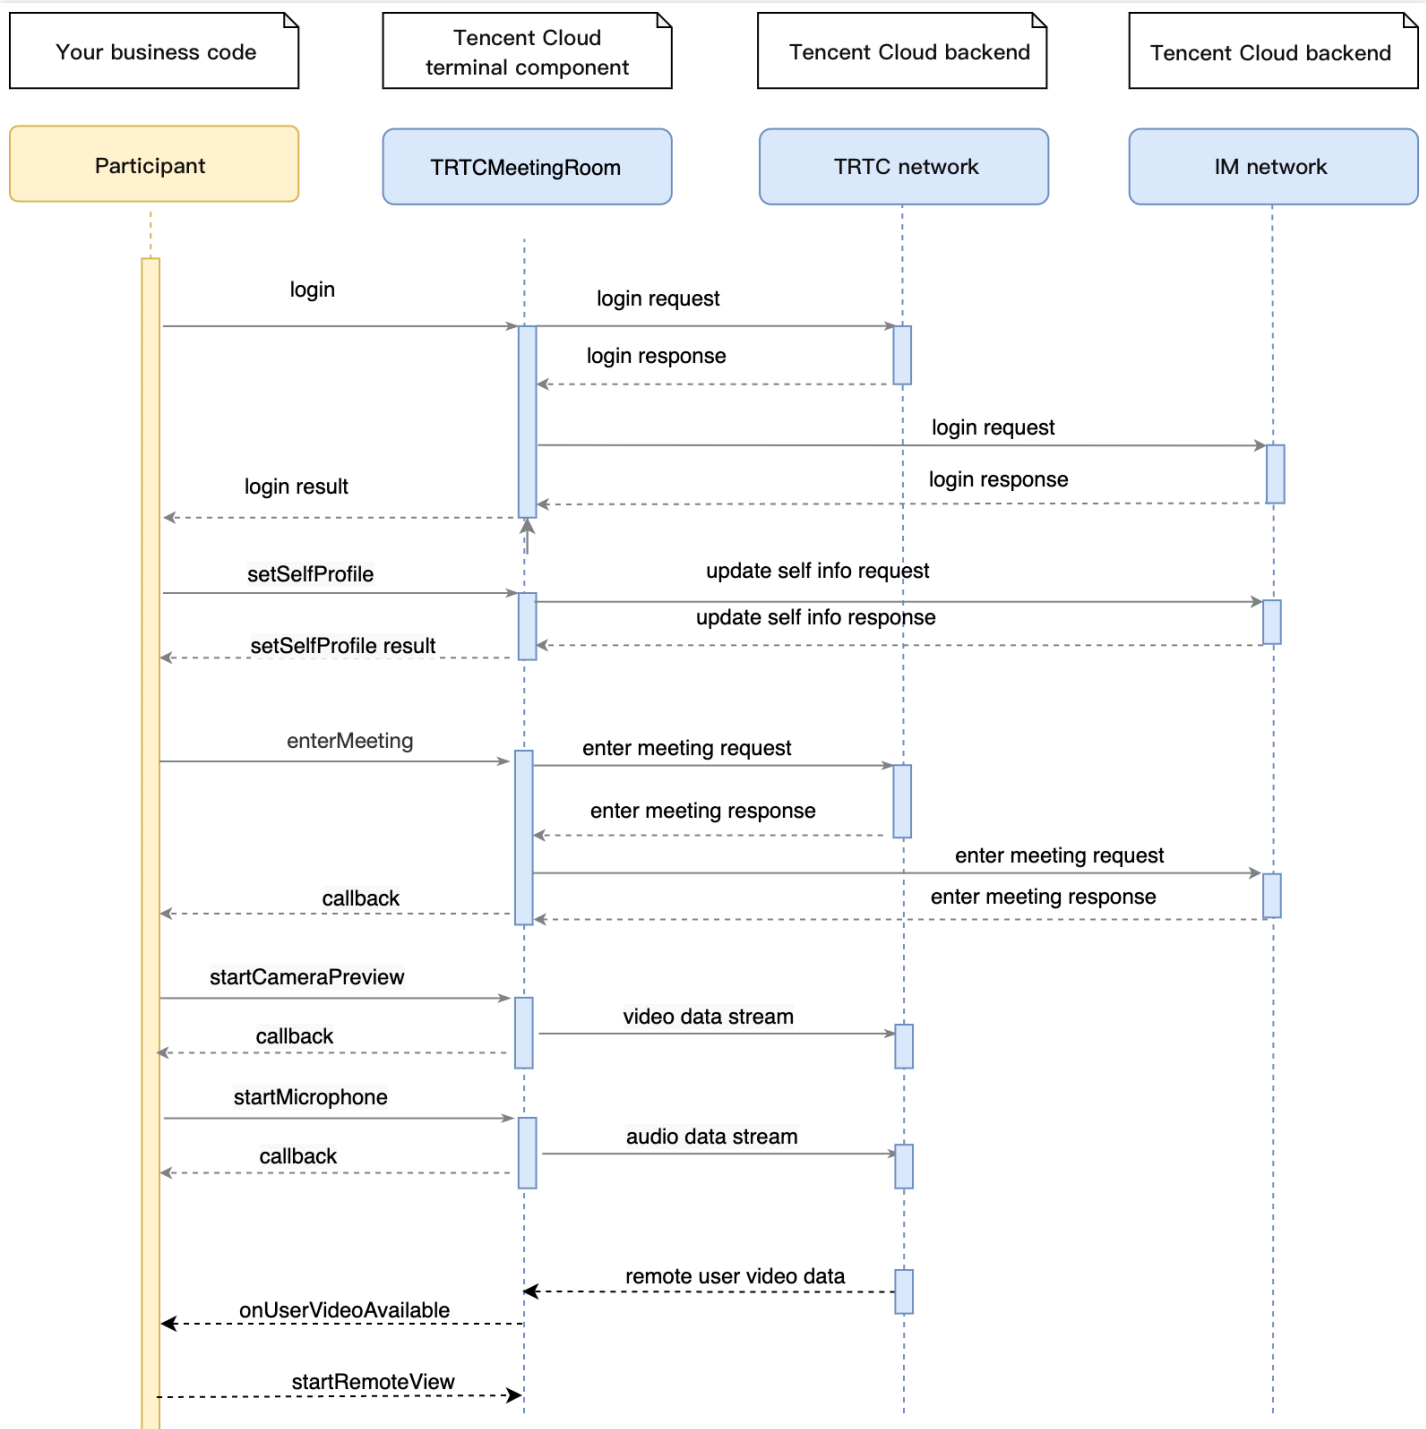 Your business code
Tencent Cloud
terminal component
Tencent Cloud backend
Tencent Cloud backend
Participant
TRTCMeetingRoom
TRTC network
IM network
login
login request
login response
login request
login response
login result
setSelfProfile
update self info request
update self info response
setSelfProfile result
enterMeeting
enter meeting request
enter meeting response
enter meeting request
enter meeting response
callback
startCameraPreview
video data stream
callback
startMicrophone
audio data stream
callback
remote user video data
onUserVideoAvailable
startRemoteView